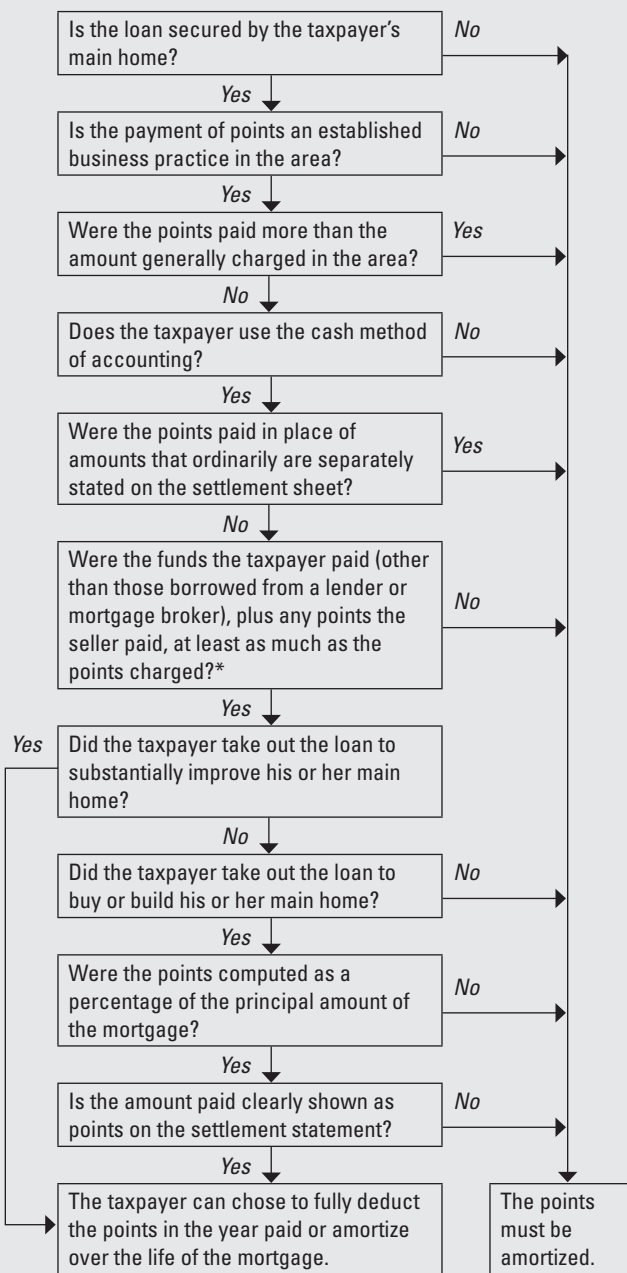 Is the loan secured by the taxpayer's
main home?
No
Yes
Is the payment of points an established
business practice in the area?
No
Yes
Were the points paid more than the
amount generally charged in the area?
Yes
No
Does the taxpayer use the cash method
of accounting?
No
Yes
Were the points paid in place of
amounts that ordinarily are separately
stated on the settlement sheet?
Yes
No
Were the funds the taxpayer paid (other
than those borrowed from a lender or
mortgage broker), plus any points the
seller paid, at least as much as the
points charged?*
No
Yes
Yes
Did the taxpayer take out the loan to
substantially improve his or her main
home?
No
Did the taxpayer take out the loan to
buy or build his or her main home?
No
Yes
Were the points computed as a
percentage of the principal amount of
the mortgage?
No
Yes
Is the amount paid clearly shown as
points on the settlement statement?
No
Yes
The taxpayer can chose to fully deduct
the points in the year paid or amortize
over the life of the mortgage.
The points
must be
amortized.